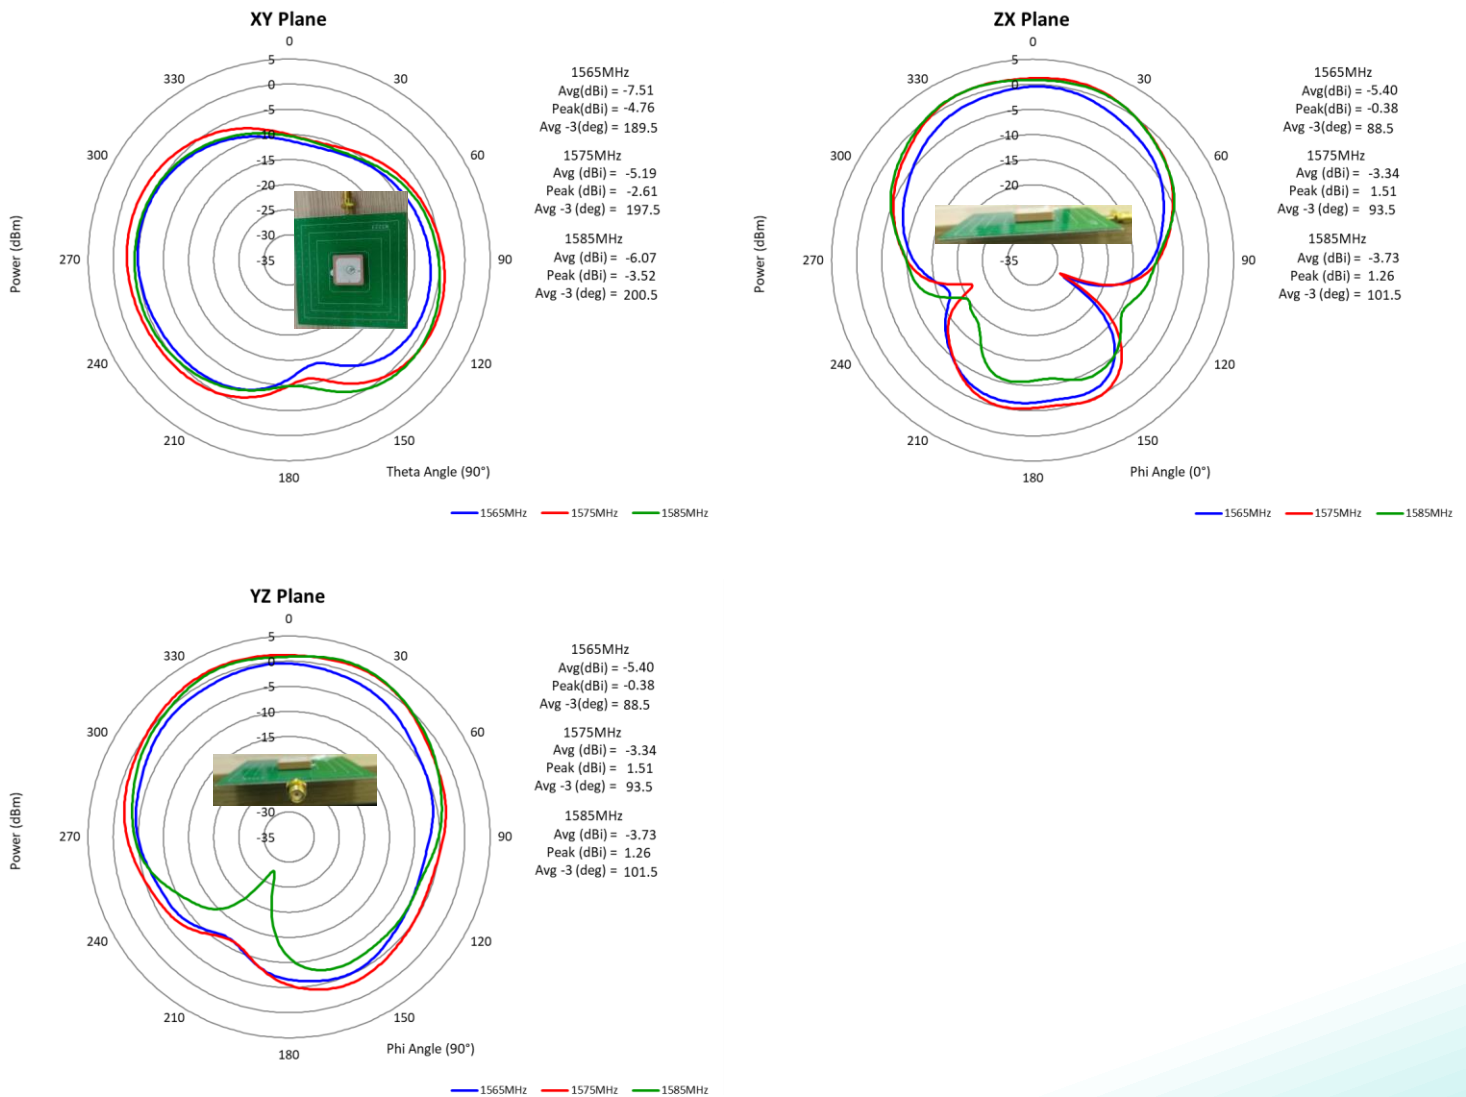 XY Plane
0
5
330
30
0
-5
-10
300
60
-15
-20
-25
-30
270
-35
90
Power (dBm)
240
120
210
150
180
Theta Angle (90°)
1565MHz
1575MHz
1585MHz
1565MHz
Avg(dBi) = -7.51
Peak(dBi) = -4.76
Avg -3(deg) = 189.5
1575MHz
Avg (dBi) = -5.19
Peak (dBi) = -2.61
Avg -3 (deg) = 197.5
1585MHz
Avg (dBi) = -6.07
Peak (dBi) = -3.52
Avg -3 (deg) = 200.5
ZX Plane
0
5
330
30
0
-5
-10
300
60
-15
-20
270
-35
90
Power (dBm)
240
120
210
150
180
Phi Angle (0°)
1565MHz
1575MHz
1585MHz
1565MHz
Avg(dBi) = -5.40
Peak(dBi) = -0.38
Avg -3(deg) = 88.5
1575MHz
Avg (dBi) = -3.34
Peak (dBi) = 1.51
Avg -3 (deg) = 93.5
1585MHz
Avg (dBi) = -3.73
Peak (dBi) = 1.26
Avg -3 (deg) = 101.5
YZ Plane
0
5
330
30
0
-5
-10
300
60
-15
-30
270
-35
90
Power (dBm)
240
120
210
150
180
Phi Angle (90°)
1565MHz
1575MHz
1585MHz
1565MHz
Avg(dBi) = -5.40
Peak(dBi) = -0.38
Avg -3(deg) = 88.5
1575MHz
Avg (dBi) = -3.34
Peak (dBi) = 1.51
Avg -3 (deg) = 93.5
1585MHz
Avg (dBi) = -3.73
Peak (dBi) = 1.26
Avg -3 (deg) = 101.5